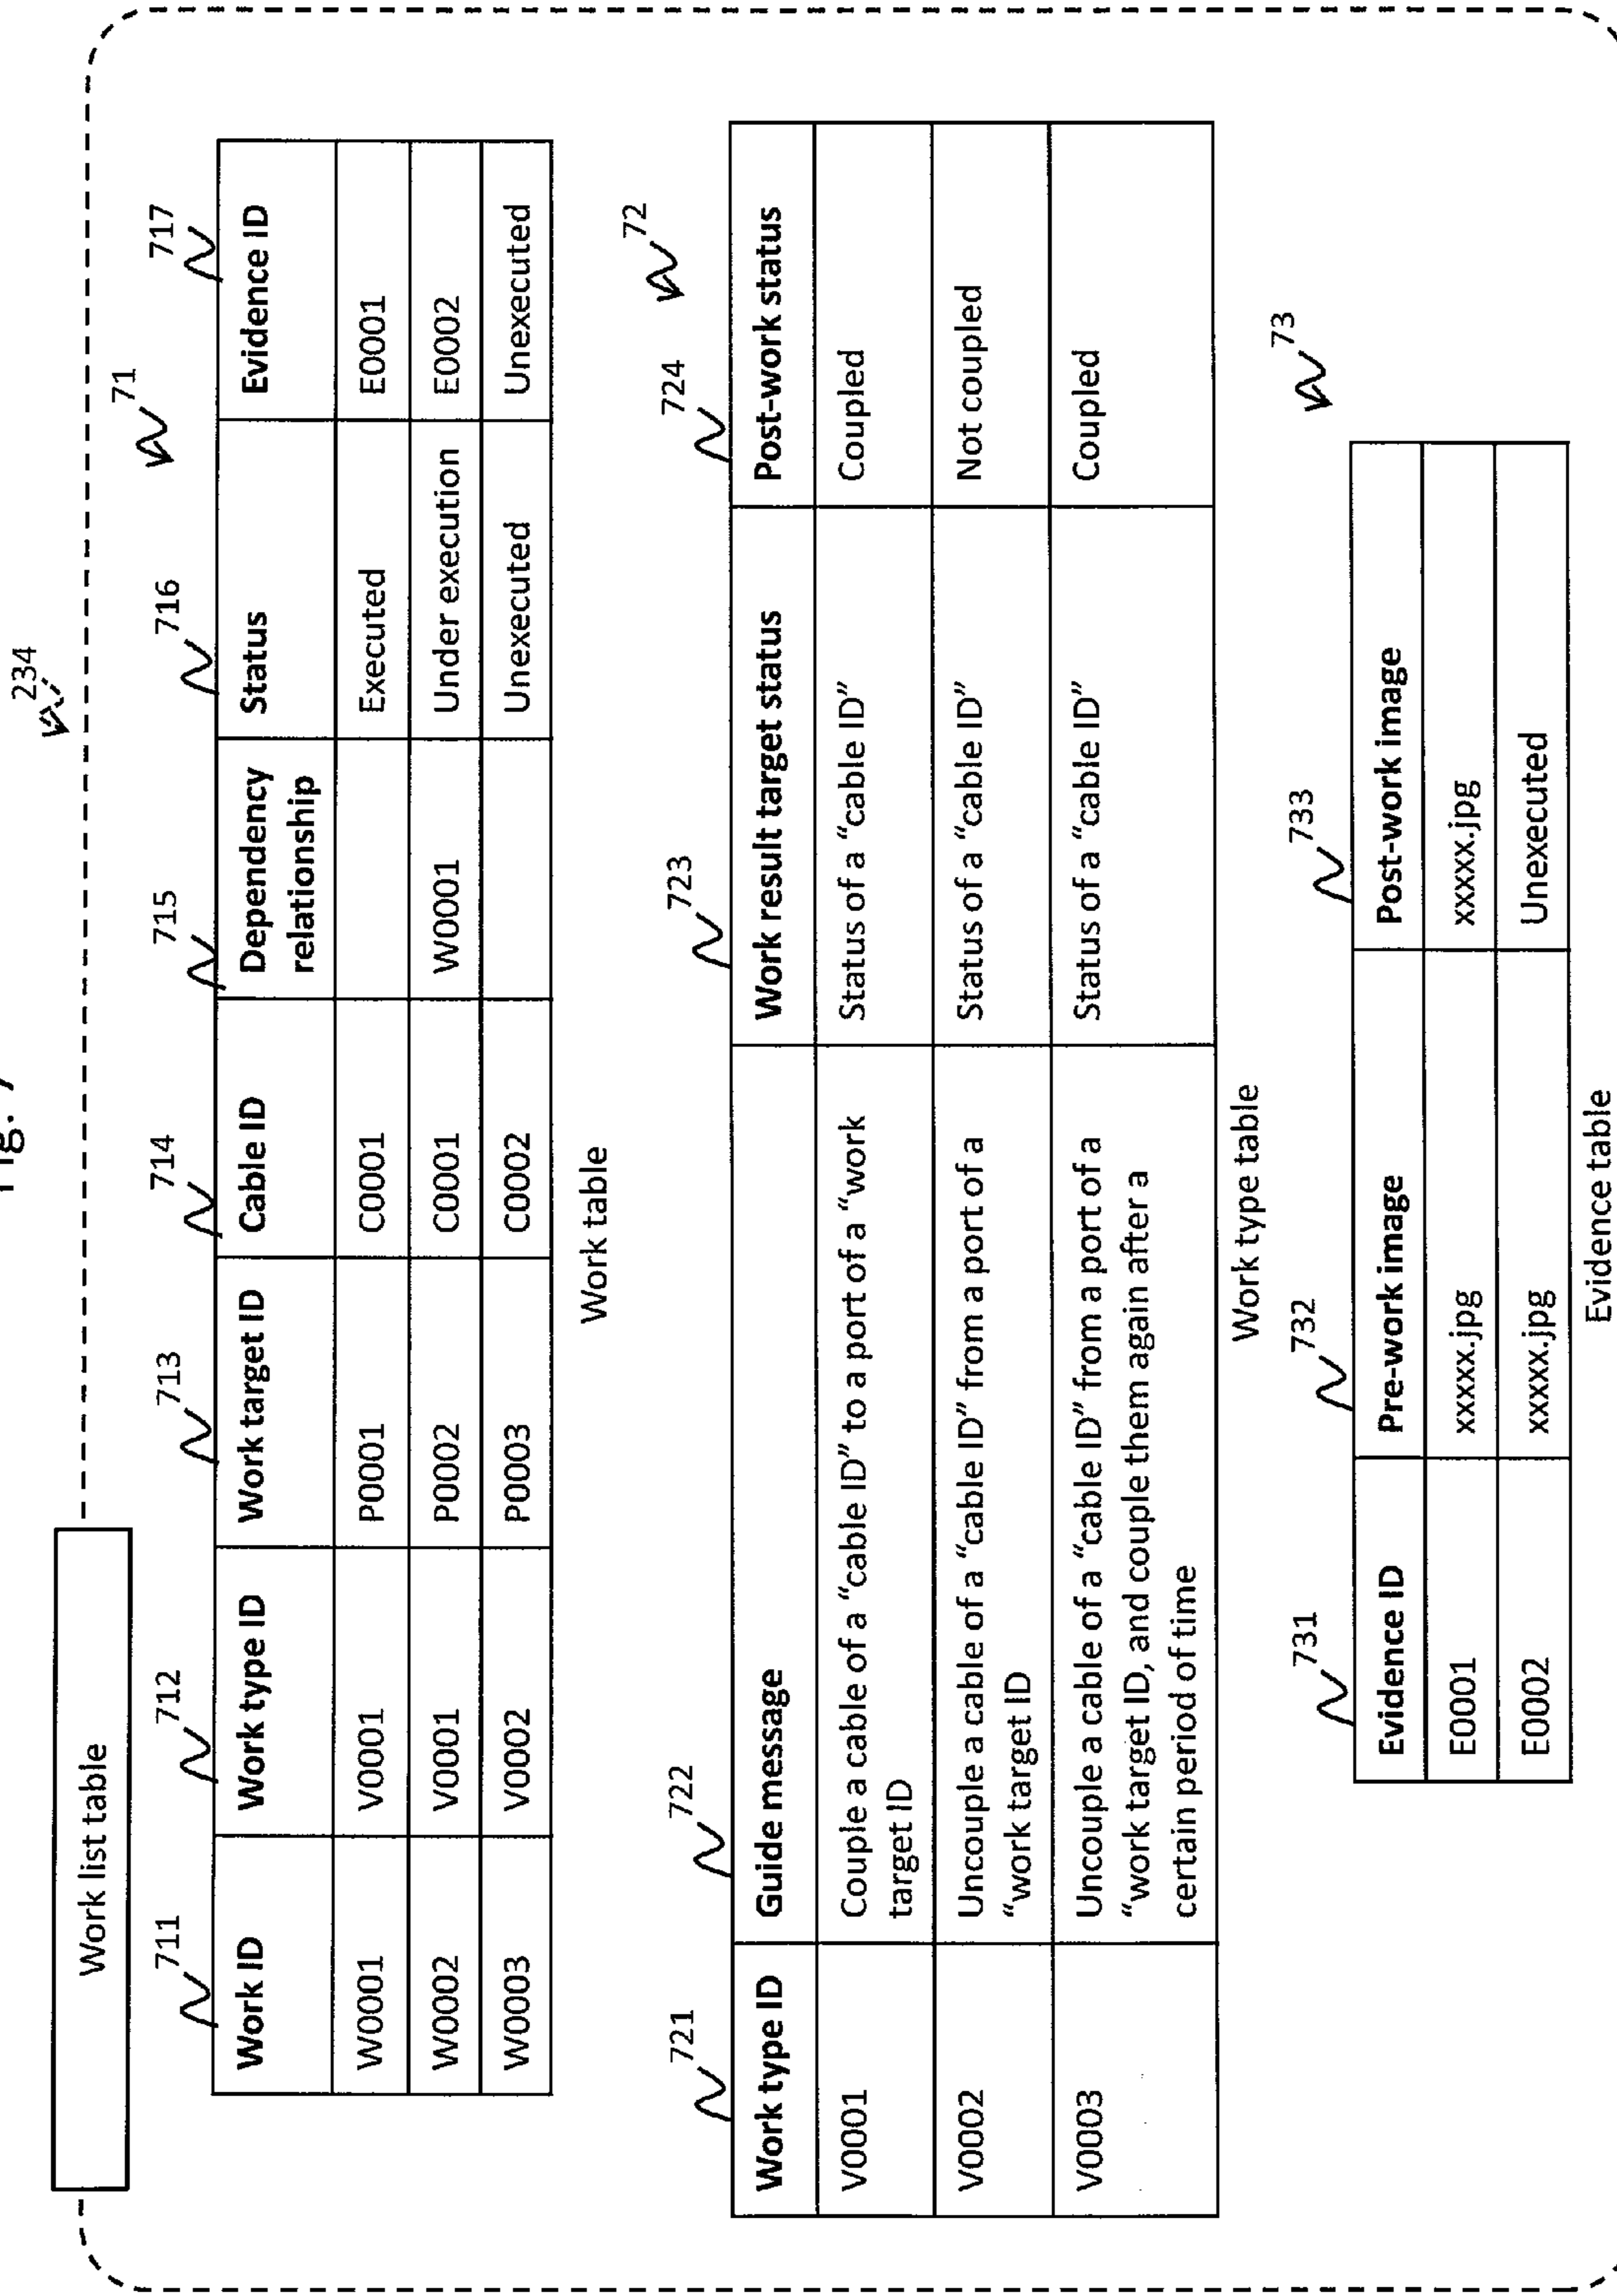 Fig. 7
234
Work list table
71
711 712 713 714 715 716 717
Work ID Work type ID Work target ID Cable ID Dependency Status Evidence ID
relationship
W0001 V0001 P0001 C0001 Executed E0001
W0002 V0001 P0002 C0001 W0001 Under execution E0002
W0003 V0002 P0003 C0002 Unexecuted Unexecuted
Work table
72
721 722 723 724
Work type ID Guide message Work result target status Post-work status
V0001 Couple a cable of a “cable ID” to a port of a “work Status of a “cable ID” Coupled
target ID
V0002 Uncouple a cable of a “cable ID” from a port of a Status of a “cable ID” Not coupled
“work target ID
V0003 Uncouple a cable of a “cable ID” from a port of a Status of a “cable ID” Coupled
“work target ID, and couple them again after a
certain period of time
Work type table
73
731 732 733
Evidence ID Pre-work image Post-work image
E0001 xxxxx.jpg xxxxx.jpg
E0002 xxxxx.jpg Unexecuted
Evidence table